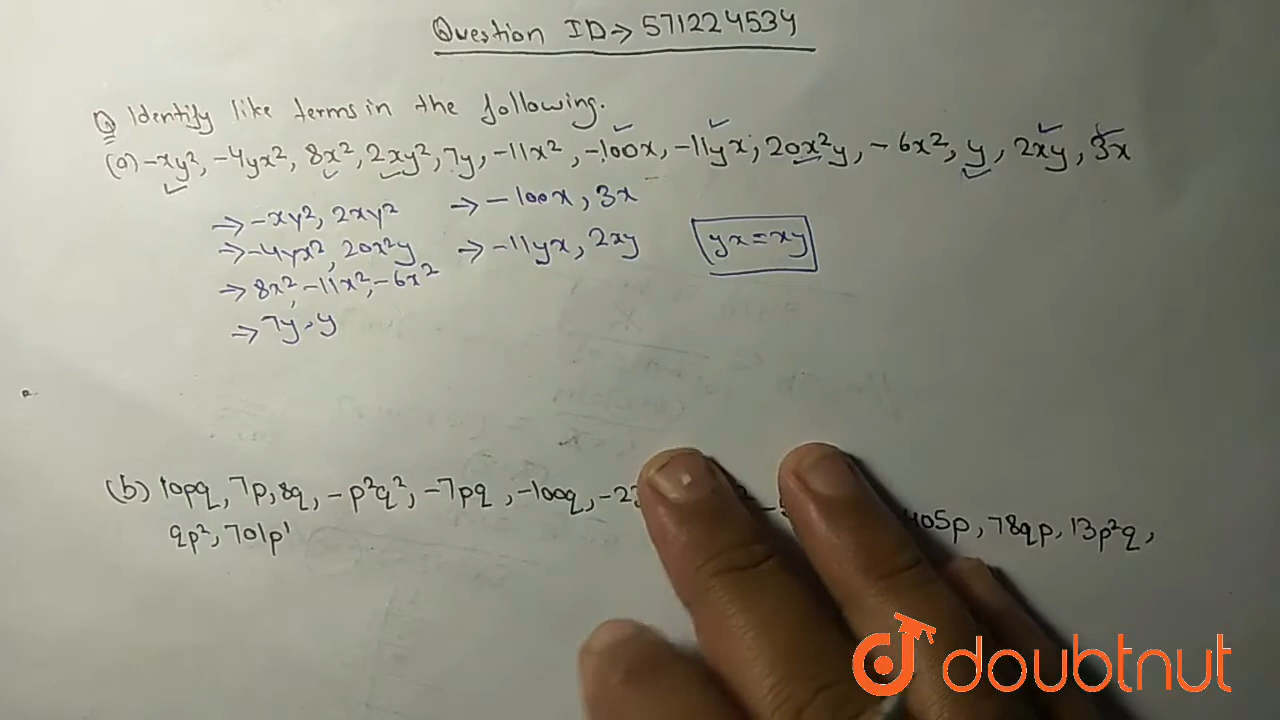 Question ID→571224534
Q Identify like terms in the following.
(a) -xy², -4yx², 8x², 2xy², 7y, -11x², -100x, -11yx, 20x²y, -6x², y, 2xy, 3x
→ -xy², 2xy² → -100x, 3x
→ -4yx², 20x²y → -11yx, 2xy yx=xy
→ 8x², -11x², -6x²
→ 7y, y
(b) 10pq, 7p, 8q, -p²q², -7pq, -100q, 405p, 78qp, 13p²q,
qp², 701p'
doubtnut